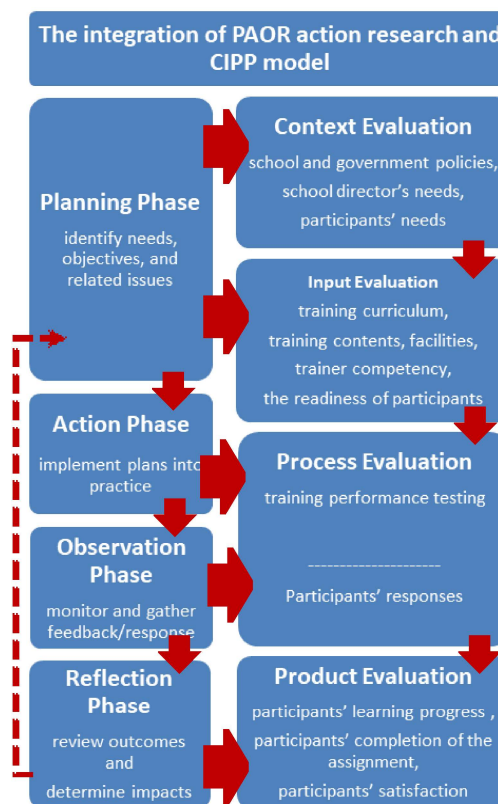 The integration of PAOR action research and
CIPP model
Planning Phase
identify needs,
objectives, and
related issues
Context Evaluation
school and government policies,
school director's needs,
participants' needs
Input Evaluation
training curriculum,
training contents, facilities,
trainer competency,
the readiness of participants
Action Phase
implement plans into
practice
Process Evaluation
training performance testing
---------------------
Participants' responses
Observation
Phase
monitor and gather
feedback/response
Reflection
Phase
review outcomes
and
determine impacts
Product Evaluation
participants' learning progress ,
participants' completion of the
assignment,
participants' satisfaction